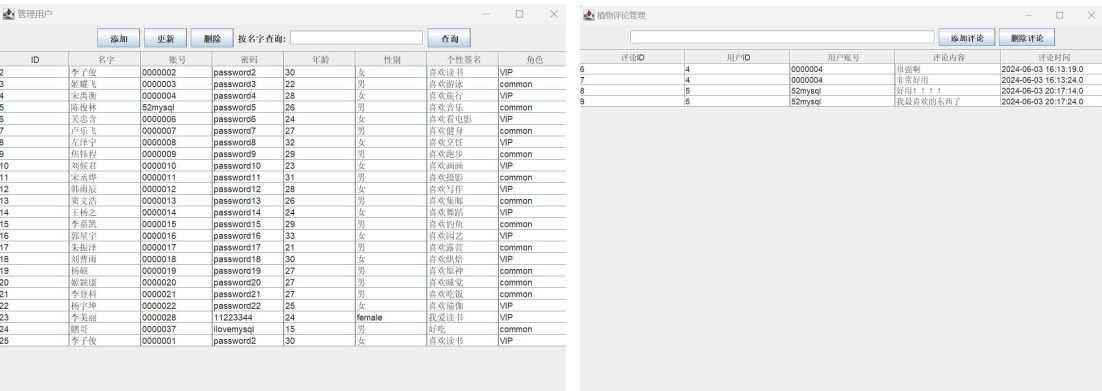 管理用户
添加 更新 删除 按名字查询: 查询
ID 名字 账号 密码 年龄 性别 个性签名 角色
2 李子俊 0000002 password2 30 女 喜欢读书 VIP
3 姬耀飞 0000003 password3 22 男 喜欢游泳 common
4 宋禹衡 0000004 password4 28 女 喜欢旅行 VIP
5 陈俊林 52mysql password5 26 男 喜欢音乐 common
6 关忠含 0000006 password6 24 女 喜欢看电影 VIP
7 卢乐飞 0000007 password7 27 男 喜欢健身 common
8 左泽宇 0000008 password8 32 女 喜欢烹饪 VIP
9 焦钰程 0000009 password9 29 男 喜欢跑步 common
10 刘候君 0000010 password10 23 女 喜欢画画 VIP
11 宋丞烨 0000011 password11 31 男 喜欢摄影 common
12 韩雨辰 0000012 password12 28 女 喜欢写作 VIP
13 窦文浩 0000013 password13 26 男 喜欢集邮 common
14 王杨之 0000014 password14 24 女 喜欢舞蹈 VIP
15 李嘉凯 0000015 password15 29 男 喜欢钓鱼 common
16 郭星宇 0000016 password16 33 女 喜欢园艺 VIP
17 朱振泽 0000017 password17 21 男 喜欢露营 common
18 刘曹雨 0000018 password18 30 女 喜欢烘焙 VIP
19 杨硕 0000019 password19 27 男 喜欢原神 common
20 姬颍康 0000020 password20 27 男 喜欢睡觉 common
21 李登科 0000021 password21 27 男 喜欢吃饭 common
22 杨宇坤 0000022 password22 25 女 喜欢瑜伽 VIP
23 李美丽 0000028 11223344 24 female 我爱读书 VIP
24 鹏哥 0000037 ilovemysql 15 男 好吃 common
25 李子俊 0000001 password2 30 女 喜欢读书 VIP
植物评论管理
添加评论 删除评论
评论ID 用户ID 用户账号 评论内容 评论时间
6 4 0000004 很强啊 2024-06-03 16:13:19.0
7 4 0000004 非常好用 2024-06-03 16:13:24.0
8 5 52mysql 好用！！！！ 2024-06-03 20:17:14.0
9 5 52mysql 我最喜欢的东西了 2024-06-03 20:17:24.0